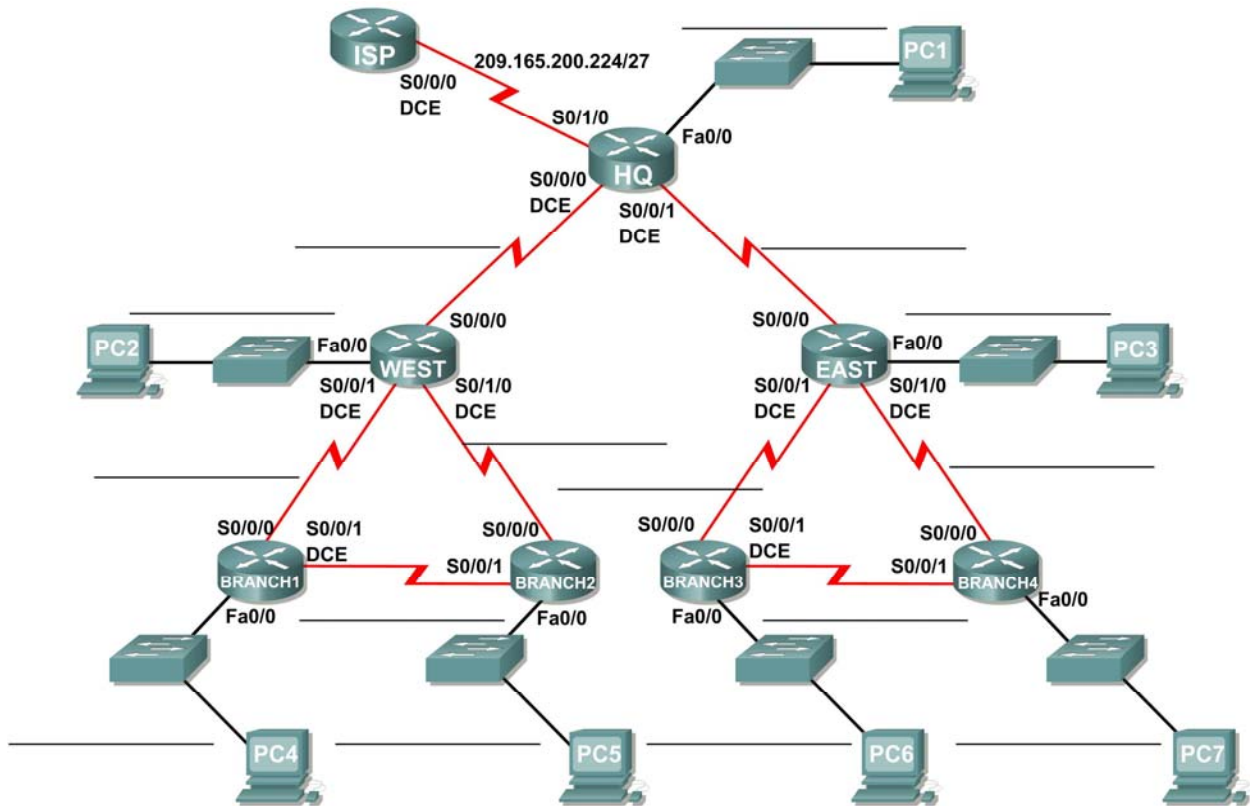 ISP
209.165.200.224/27
PC1
S0/0/0
DCE
S0/1/0
Fa0/0
HQ
S0/0/0
DCE
S0/0/1
DCE
S0/0/0
S0/0/0
PC2
Fa0/0
WEST
EAST
Fa0/0
PC3
S0/0/1
DCE
S0/1/0
DCE
S0/0/1
DCE
S0/1/0
DCE
S0/0/0
S0/0/1
DCE
S0/0/0
S0/0/1
BRANCH1
BRANCH2
S0/0/0
S0/0/1
DCE
S0/0/0
S0/0/1
BRANCH3
BRANCH4
Fa0/0
Fa0/0
Fa0/0
Fa0/0
PC4
PC5
PC6
PC7